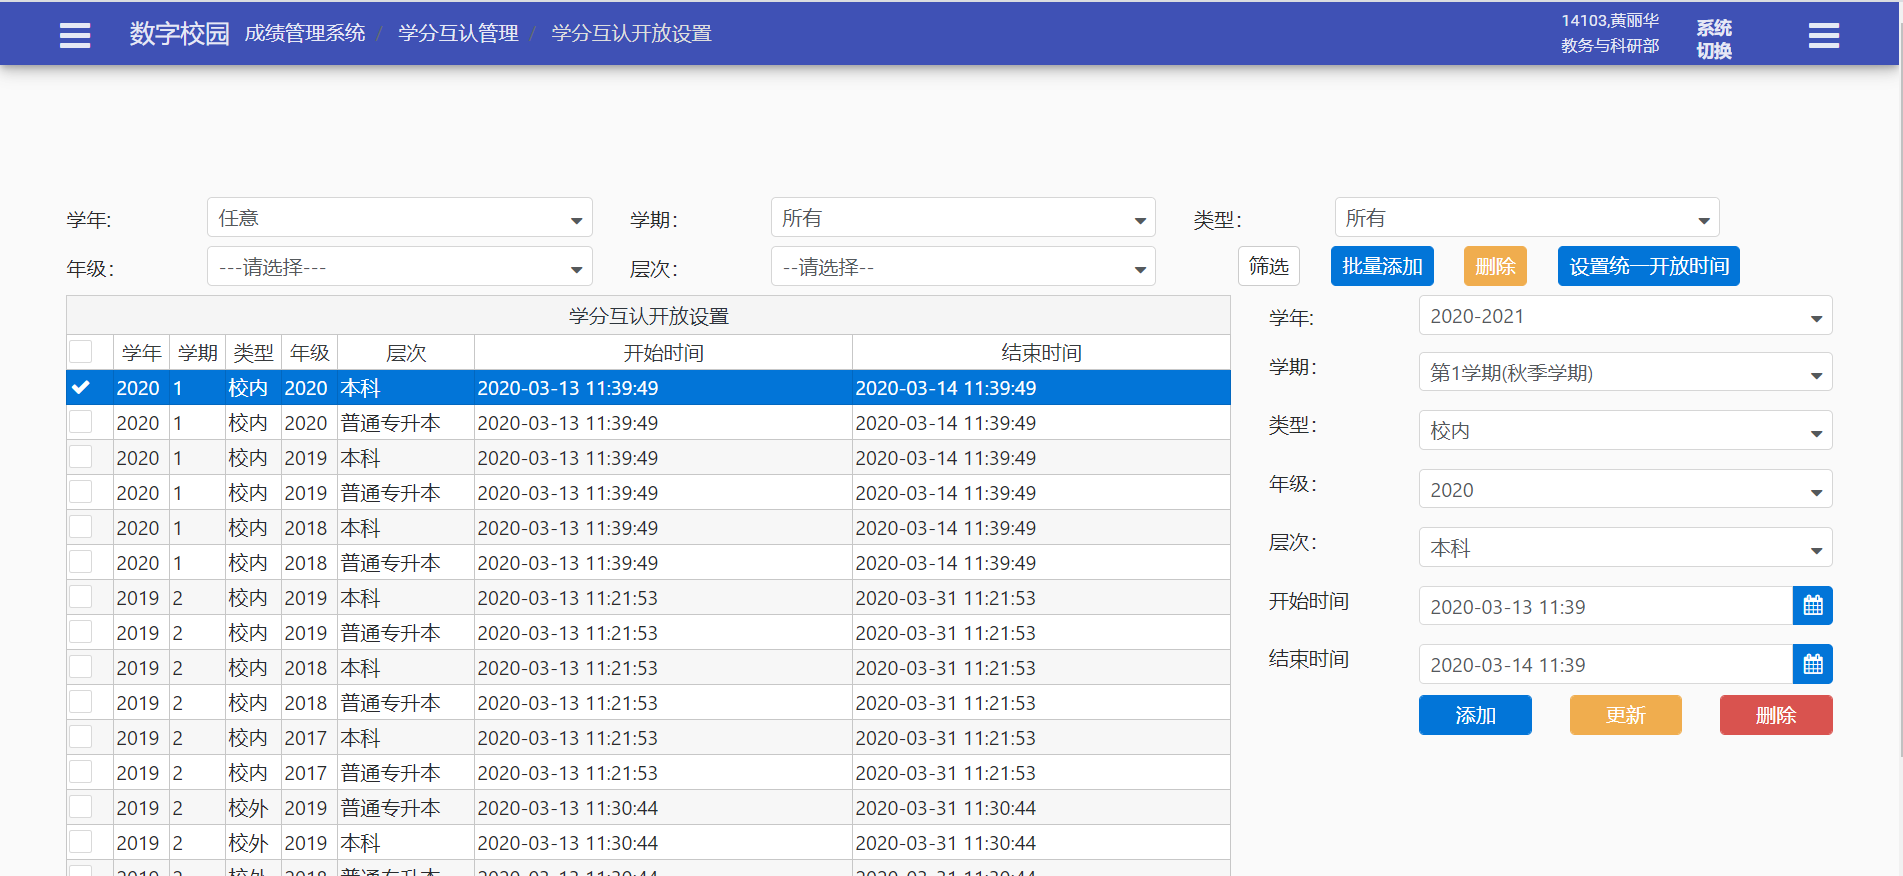 数字校园 成绩管理系统 / 学分互认管理 / 学分互认开放设置
14103,黄丽华
教务与科研部
系统
切换
学年: 任意 学期: 所有 类型: 所有
年级: ---请选择--- 层次: --请选择-- 筛选 批量添加 删除 设置统一开放时间
学分互认开放设置
学年 学期 类型 年级 层次 开始时间 结束时间
2020 1 校内 2020 本科 2020-03-13 11:39:49 2020-03-14 11:39:49
2020 1 校内 2020 普通专升本 2020-03-13 11:39:49 2020-03-14 11:39:49
2020 1 校内 2019 本科 2020-03-13 11:39:49 2020-03-14 11:39:49
2020 1 校内 2019 普通专升本 2020-03-13 11:39:49 2020-03-14 11:39:49
2020 1 校内 2018 本科 2020-03-13 11:39:49 2020-03-14 11:39:49
2020 1 校内 2018 普通专升本 2020-03-13 11:39:49 2020-03-14 11:39:49
2019 2 校内 2019 本科 2020-03-13 11:21:53 2020-03-31 11:21:53
2019 2 校内 2019 普通专升本 2020-03-13 11:21:53 2020-03-31 11:21:53
2019 2 校内 2018 本科 2020-03-13 11:21:53 2020-03-31 11:21:53
2019 2 校内 2018 普通专升本 2020-03-13 11:21:53 2020-03-31 11:21:53
2019 2 校内 2017 本科 2020-03-13 11:21:53 2020-03-31 11:21:53
2019 2 校内 2017 普通专升本 2020-03-13 11:21:53 2020-03-31 11:21:53
2019 2 校外 2019 普通专升本 2020-03-13 11:30:44 2020-03-31 11:30:44
2019 2 校外 2019 本科 2020-03-13 11:30:44 2020-03-31 11:30:44
2019 2 校外 2018 普通专升本 2020-03-13 11:30:44 2020-03-31 11:30:44
学年: 2020-2021
学期: 第1学期(秋季学期)
类型: 校内
年级: 2020
层次: 本科
开始时间 2020-03-13 11:39
结束时间 2020-03-14 11:39
添加 更新 删除